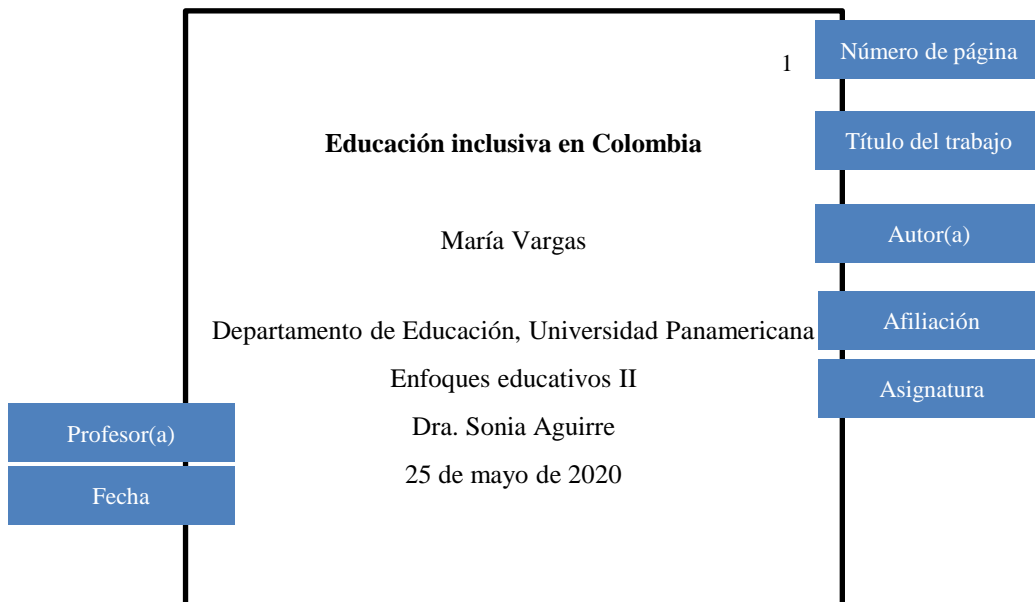 Número de página
1
Título del trabajo
Educación inclusiva en Colombia
Autor(a)
María Vargas
Afiliación
Departamento de Educación, Universidad Panamericana
Enfoques educativos II
Asignatura
Profesor(a)
Dra. Sonia Aguirre
25 de mayo de 2020
Fecha